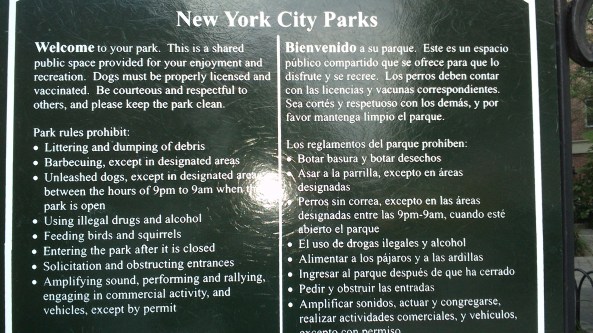 New York City Parks
Welcome to your park. This is a shared
public space provided for your enjoyment and
recreation. Dogs must be properly licensed and
vaccinated. Be courteous and respectful to
others, and please keep the park clean.
Park rules prohibit:
• Littering and dumping of debris
• Barbecuing, except in designated areas
• Unleashed dogs, except in designated areas
between the hours of 9pm to 9am when the
park is open
• Using illegal drugs and alcohol
• Feeding birds and squirrels
• Entering the park after it is closed
• Solicitation and obstructing entrances
• Amplifying sound, performing and rallying,
engaging in commercial activity, and
vehicles, except by permit
Bienvenido a su parque. Este es un espacio
público compartido que se ofrece para que lo
disfrute y se recree. Los perros deben contar
con las licencias y vacunas correspondientes.
Sea cortés y respetuoso con los demás, y por
favor mantenga limpio el parque.
Los reglamentos del parque prohíben:
• Botar basura y botar desechos
• Asar a la parrilla, excepto en áreas
designadas
• Perros sin correa, excepto en las áreas
designadas entre las 9pm-9am, cuando esté
abierto el parque
• El uso de drogas ilegales y alcohol
• Alimentar a los pájaros y a las ardillas
• Ingresar al parque después de que ha cerrado
• Pedir y obstruir las entradas
• Amplificar sonidos, actuar y congregarse,
realizar actividades comerciales, y vehículos,
excepto con permiso